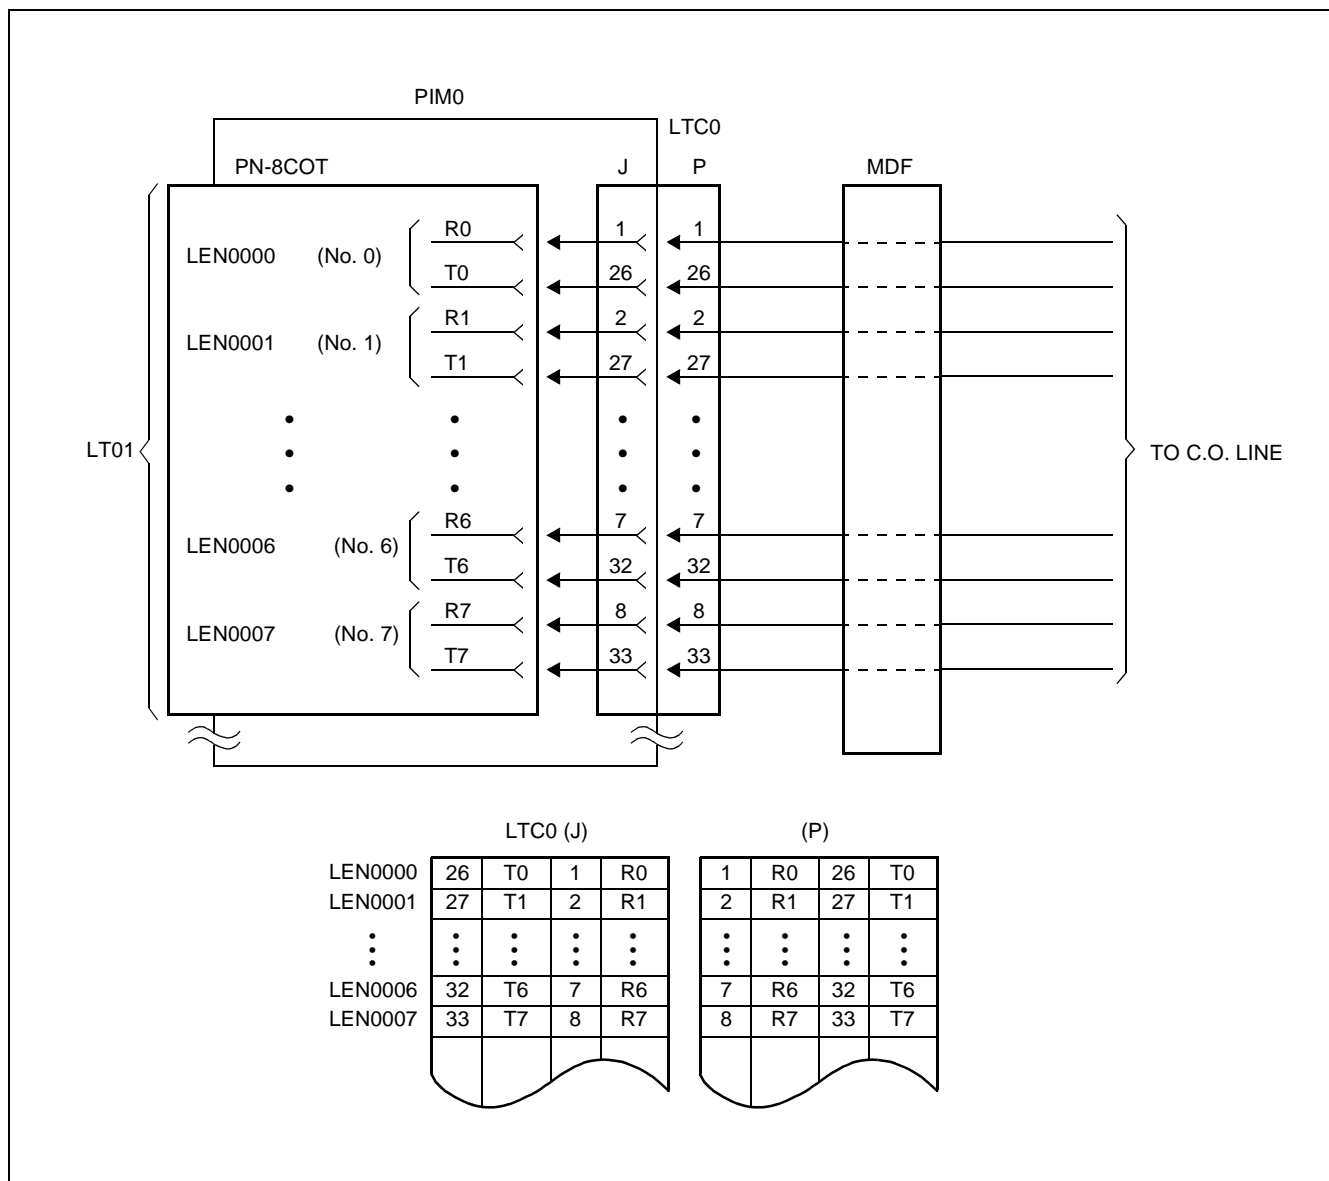 PIM0
LTC0
PN-8COT J P MDF
R0 1 1
LEN0000 (No. 0)
T0 26 26
R1 2 2
LEN0001 (No. 1)
T1 27 27
LT01 TO C.O. LINE
R6 7 7
LEN0006 (No. 6)
T6 32 32
R7 8 8
LEN0007 (No. 7)
T7 33 33
LTC0 (J) (P)
LEN0000 26 T0 1 R0 1 R0 26 T0
LEN0001 27 T1 2 R1 2 R1 27 T1
LEN0006 32 T6 7 R6 7 R6 32 T6
LEN0007 33 T7 8 R7 8 R7 33 T7